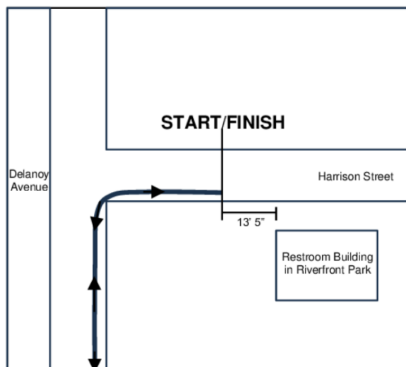 START/FINISH
Delanoy
Avenue
Harrison Street
13' 5"
Restroom Building
in Riverfront Park